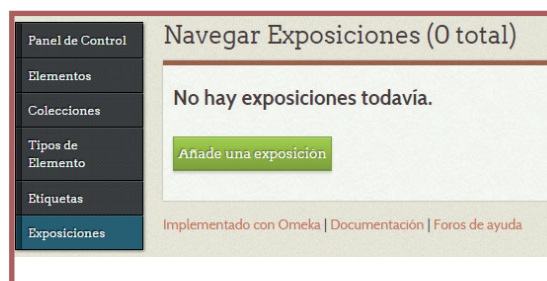 Panel de Control
Elementos
Colecciones
Tipos de
Elemento
Etiquetas
Exposiciones
Navegar Exposiciones (0 total)
No hay exposiciones todavía.
Añade una exposición
Implementado con Omeka | Documentación | Foros de ayuda